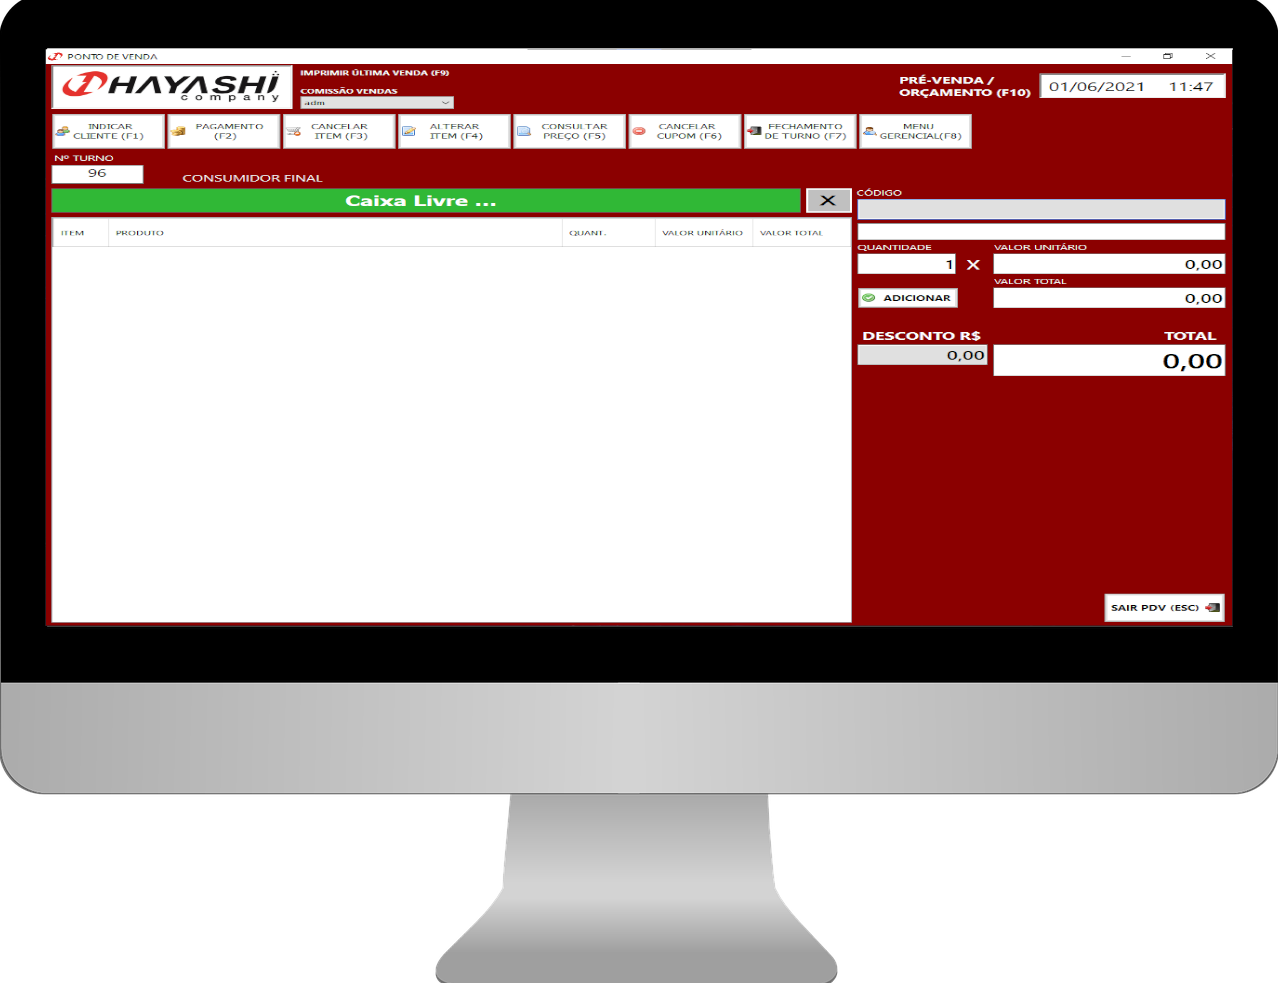 PONTO DE VENDA
HAYASHI
company
IMPRIMIR ÚLTIMA VENDA (F9)
COMISSÃO VENDAS
adm
PRÉ-VENDA /
ORÇAMENTO (F10)
01/06/2021 11:47
INDICAR
CLIENTE (F1)
PAGAMENTO
(F2)
CANCELAR
ITEM (F3)
ALTERAR
ITEM (F4)
CONSULTAR
PREÇO (F5)
CANCELAR
CUPOM (F6)
FECHAMENTO
DE TURNO (F7)
MENU
GERENCIAL(F8)
Nº TURNO
96
CONSUMIDOR FINAL
Caixa Livre ...
X
CÓDIGO
ITEM PRODUTO QUANT. VALOR UNITÁRIO VALOR TOTAL
QUANTIDADE VALOR UNITÁRIO
1 X 0,00
VALOR TOTAL
ADICIONAR 0,00
DESCONTO R$ TOTAL
0,00 0,00
SAIR PDV (ESC)